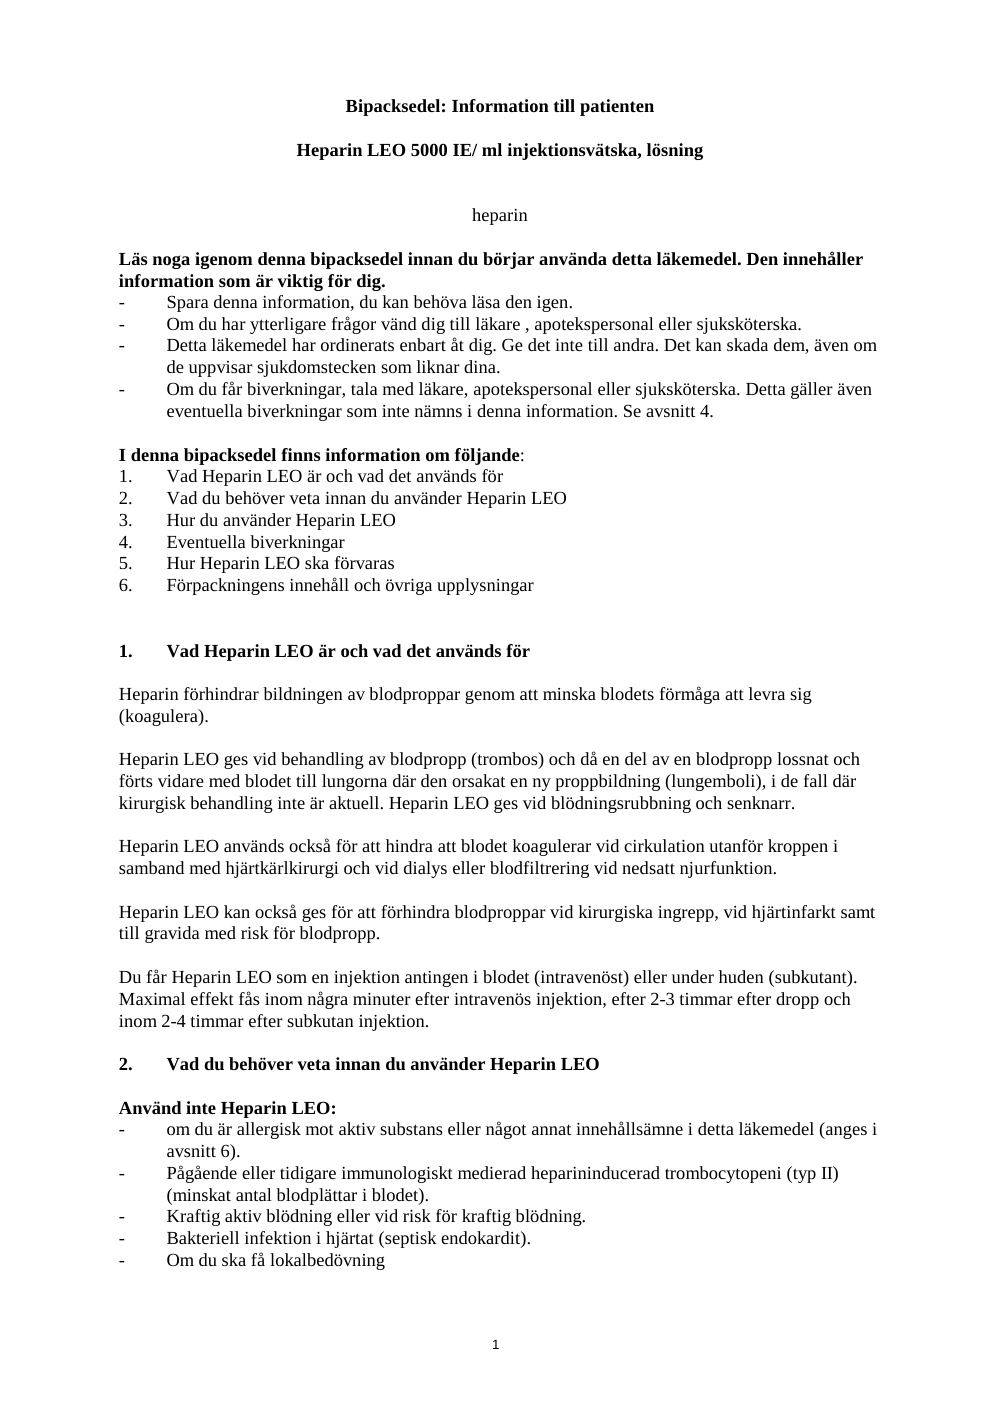 Bipacksedel: Information till patienten
Heparin LEO 5000 IE/ ml injektionsvätska, lösning
heparin
Läs noga igenom denna bipacksedel innan du börjar använda detta läkemedel. Den innehåller
information som är viktig för dig.
- Spara denna information, du kan behöva läsa den igen.
- Om du har ytterligare frågor vänd dig till läkare , apotekspersonal eller sjuksköterska.
- Detta läkemedel har ordinerats enbart åt dig. Ge det inte till andra. Det kan skada dem, även om
de uppvisar sjukdomstecken som liknar dina.
- Om du får biverkningar, tala med läkare, apotekspersonal eller sjuksköterska. Detta gäller även
eventuella biverkningar som inte nämns i denna information. Se avsnitt 4.
I denna bipacksedel finns information om följande:
1. Vad Heparin LEO är och vad det används för
2. Vad du behöver veta innan du använder Heparin LEO
3. Hur du använder Heparin LEO
4. Eventuella biverkningar
5. Hur Heparin LEO ska förvaras
6. Förpackningens innehåll och övriga upplysningar
1. Vad Heparin LEO är och vad det används för
Heparin förhindrar bildningen av blodproppar genom att minska blodets förmåga att levra sig
(koagulera).
Heparin LEO ges vid behandling av blodpropp (trombos) och då en del av en blodpropp lossnat och
förts vidare med blodet till lungorna där den orsakat en ny proppbildning (lungemboli), i de fall där
kirurgisk behandling inte är aktuell. Heparin LEO ges vid blödningsrubbning och senknarr.
Heparin LEO används också för att hindra att blodet koagulerar vid cirkulation utanför kroppen i
samband med hjärtkärlkirurgi och vid dialys eller blodfiltrering vid nedsatt njurfunktion.
Heparin LEO kan också ges för att förhindra blodproppar vid kirurgiska ingrepp, vid hjärtinfarkt samt
till gravida med risk för blodpropp.
Du får Heparin LEO som en injektion antingen i blodet (intravenöst) eller under huden (subkutant).
Maximal effekt fås inom några minuter efter intravenös injektion, efter 2-3 timmar efter dropp och
inom 2-4 timmar efter subkutan injektion.
2. Vad du behöver veta innan du använder Heparin LEO
Använd inte Heparin LEO:
- om du är allergisk mot aktiv substans eller något annat innehållsämne i detta läkemedel (anges i
avsnitt 6).
- Pågående eller tidigare immunologiskt medierad heparininducerad trombocytopeni (typ II)
(minskat antal blodplättar i blodet).
- Kraftig aktiv blödning eller vid risk för kraftig blödning.
- Bakteriell infektion i hjärtat (septisk endokardit).
- Om du ska få lokalbedövning
1